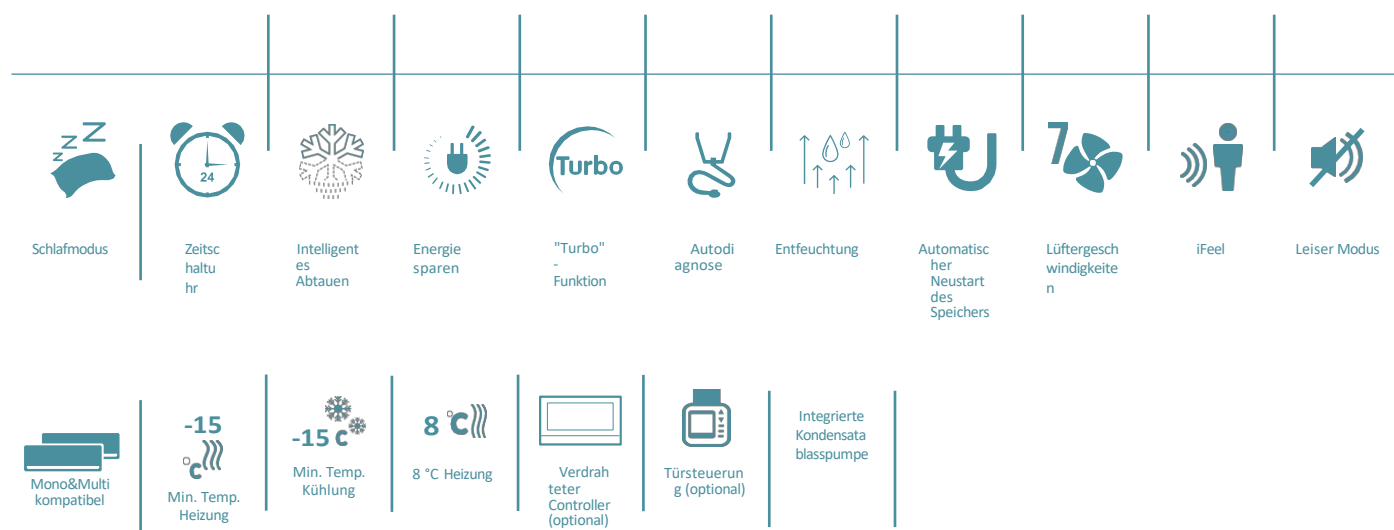 z z Z
24
Turbo
7
Schlafmodus
Zeitsc
haltu
hr
Intelligent
es
Abtauen
Energie
sparen
"Turbo"
-
Funktion
Autodi
agnose
Entfeuchtung
Automatisc
her
Neustart
des
Speichers
Lüftergesch
windigkeite
n
iFeel
Leiser Modus
Mono&Multi
kompatibel
-15
°C
Min. Temp.
Heizung
-15 °C
Min. Temp.
Kühlung
8 °C
8 °C Heizung
Verdrah
teter
Controller
(optional)
Türsteuerun
g (optional)
Integrierte
Kondensata
blasspumpe